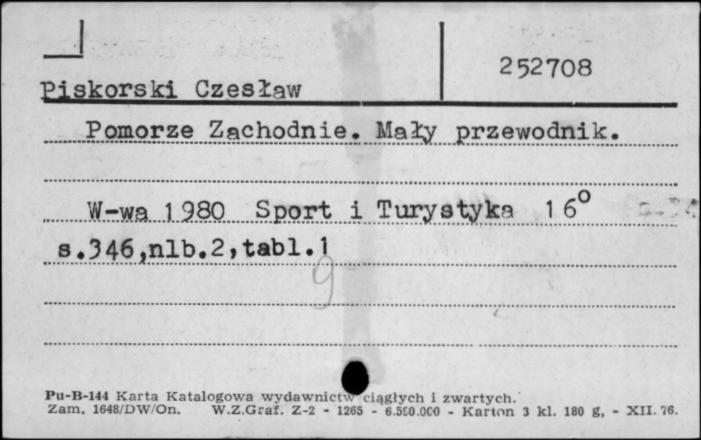 252708
Piskorski Czesław
Pomorze Zachodnie. Mały przewodnik.
W-wa 1980 Sport i Turystyka 16°
s.346,nlb.2,tabl.1
9
Pu-B-144 Karta Katalogowa wydawnictw ciągłych i zwartych.
Zam. 1648/DW/On. W.Z.Graf. Z-2 - 1265 - 6.500.000 - Karton 3 kl. 180 g, - XII. 76.